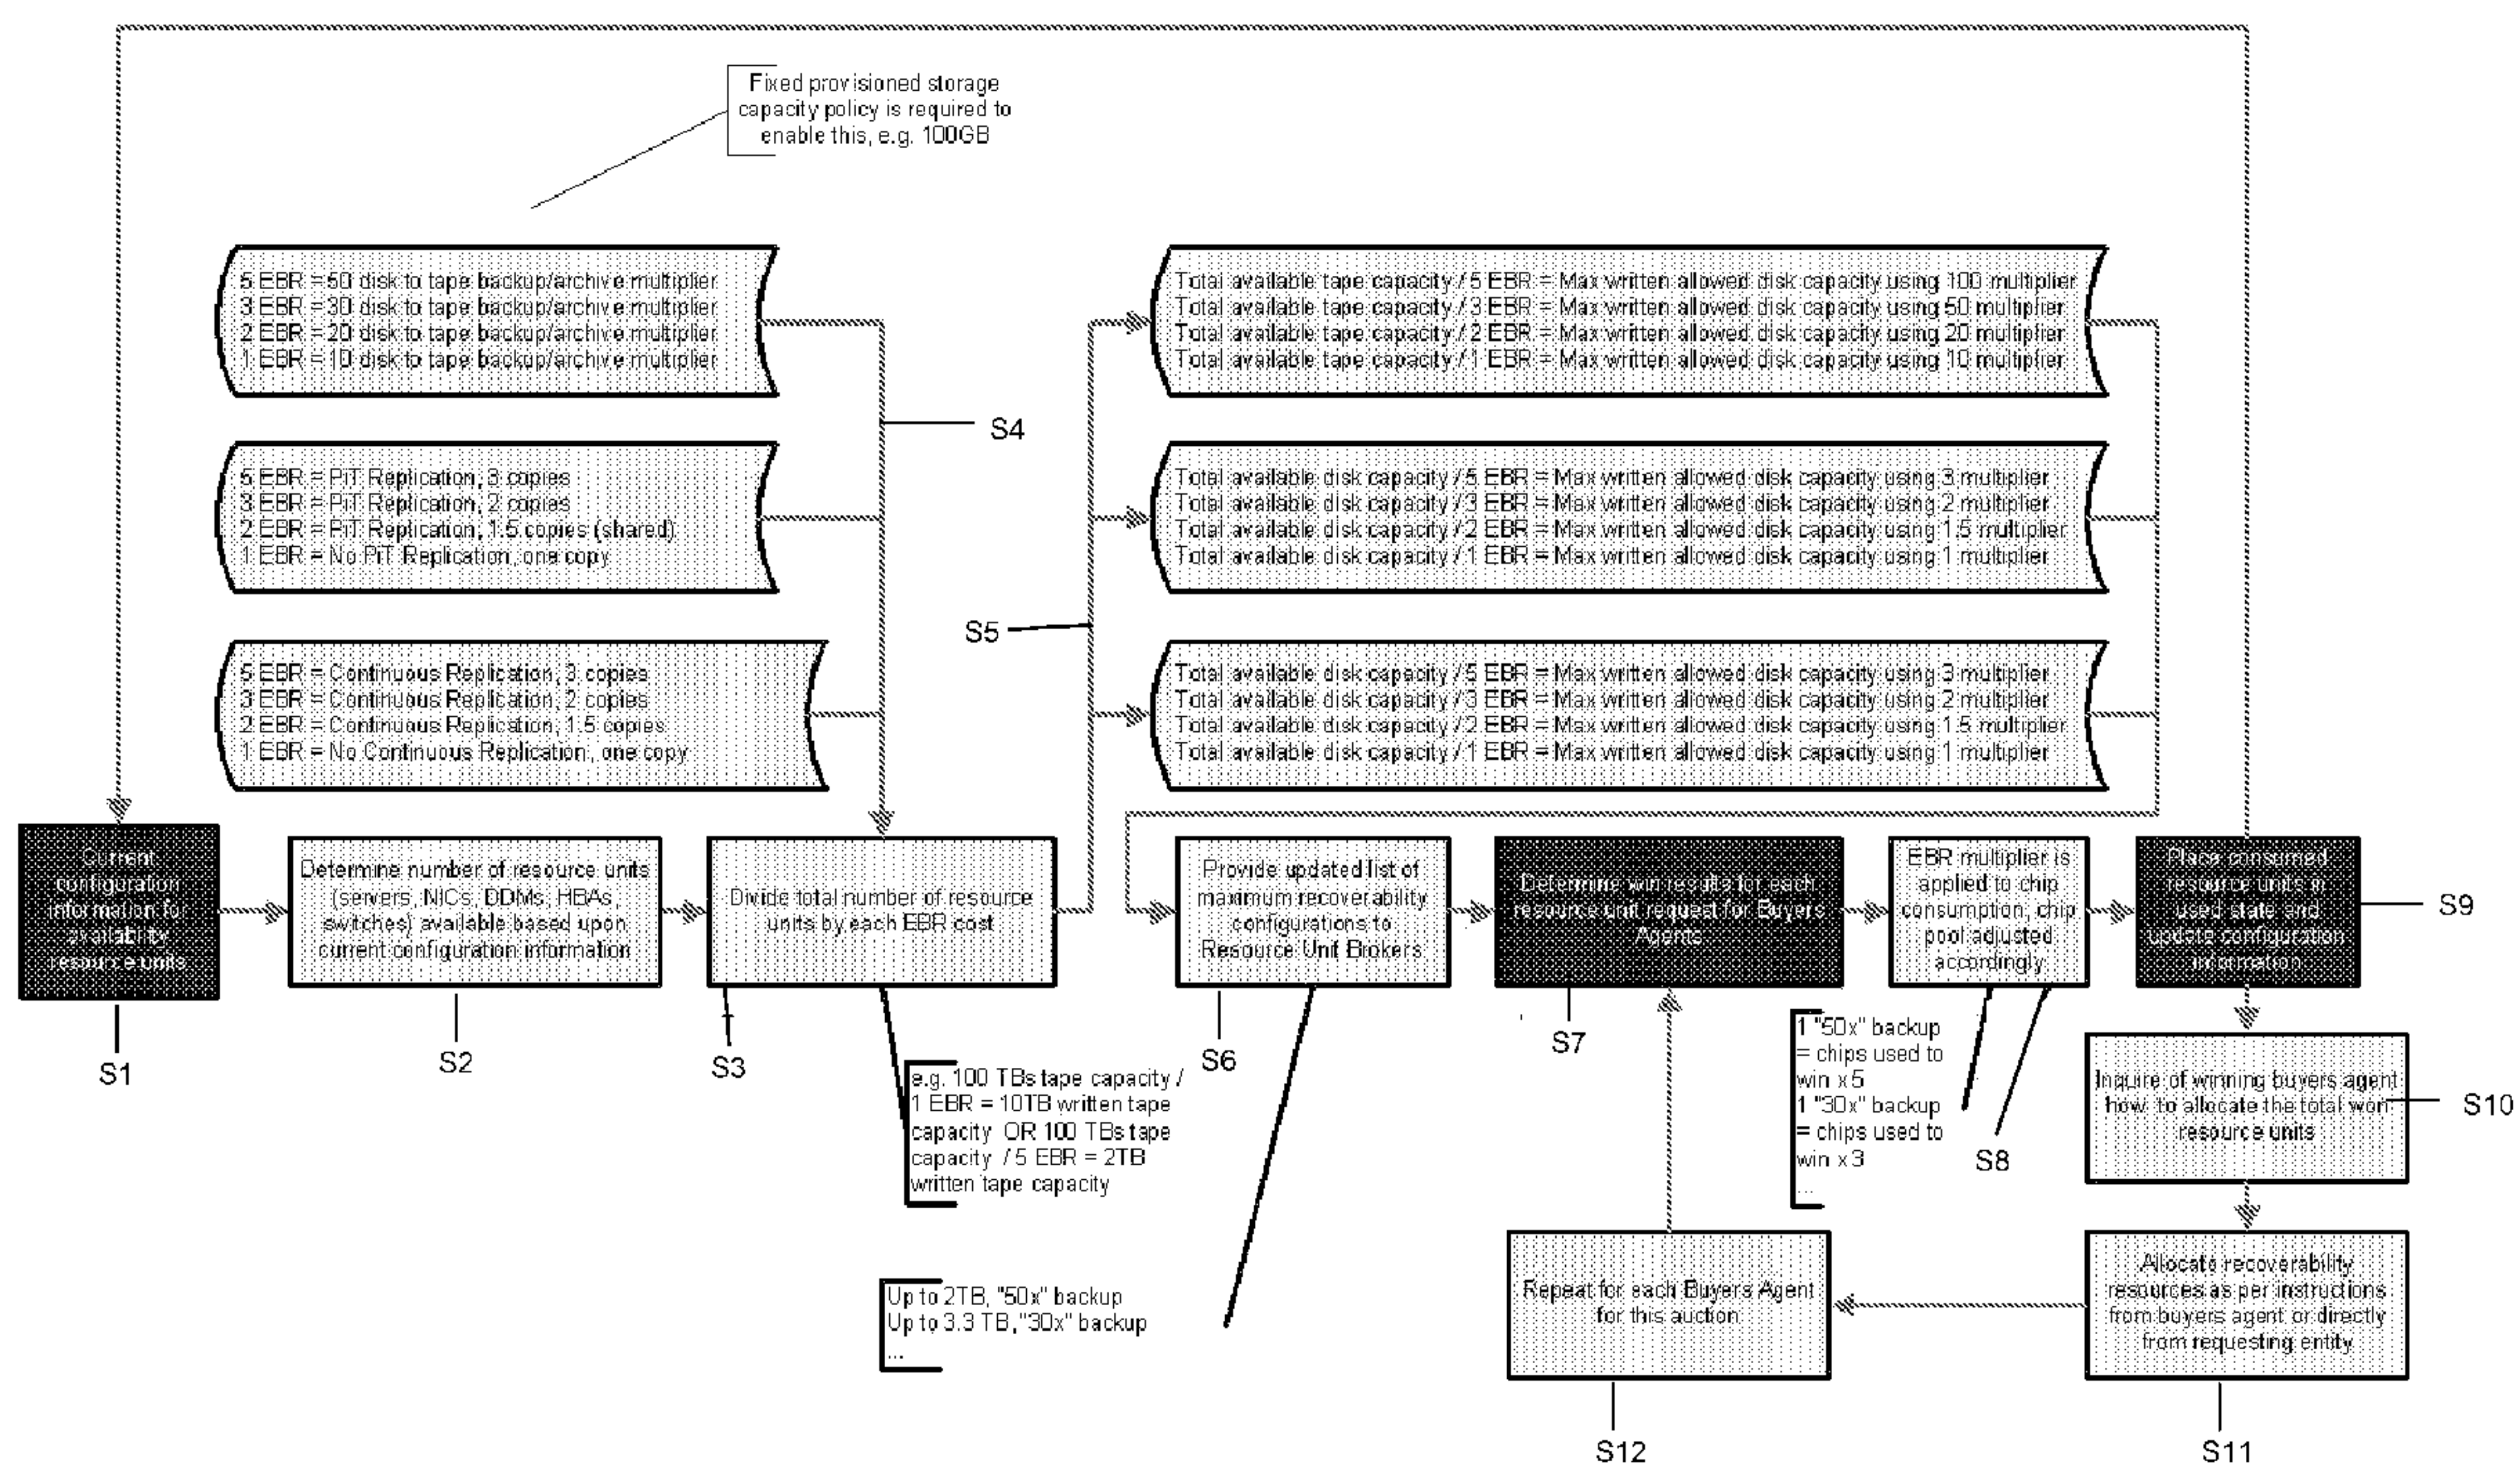 Fixed provisioned storage
capacity policy is required to
enable this, e.g. 100GB
5 EBR = 50 disk to tape backup/archive multiplier
3 EBR = 30 disk to tape backup/archive multiplier
2 EBR = 20 disk to tape backup/archive multiplier
1 EBR = 10 disk to tape backup/archive multiplier
Total available tape capacity / 5 EBR = Max written allowed disk capacity using 100 multiplier
Total available tape capacity / 3 EBR = Max written allowed disk capacity using 50 multiplier
Total available tape capacity / 2 EBR = Max written allowed disk capacity using 20 multiplier
Total available tape capacity / 1 EBR = Max written allowed disk capacity using 10 multiplier
S4
5 EBR = PiT Replication, 3 copies
3 EBR = PiT Replication, 2 copies
2 EBR = PiT Replication, 1.5 copies (shared)
1 EBR = No PiT Replication, one copy
Total available disk capacity / 5 EBR = Max written allowed disk capacity using 3 multiplier
Total available disk capacity / 3 EBR = Max written allowed disk capacity using 2 multiplier
Total available disk capacity / 2 EBR = Max written allowed disk capacity using 1.5 multiplier
Total available disk capacity / 1 EBR = Max written allowed disk capacity using 1 multiplier
S5
5 EBR = Continuous Replication, 3 copies
3 EBR = Continuous Replication, 2 copies
2 EBR = Continuous Replication, 1.5 copies
1 EBR = No Continuous Replication, one copy
Total available disk capacity / 5 EBR = Max written allowed disk capacity using 3 multiplier
Total available disk capacity / 3 EBR = Max written allowed disk capacity using 2 multiplier
Total available disk capacity / 2 EBR = Max written allowed disk capacity using 1.5 multiplier
Total available disk capacity / 1 EBR = Max written allowed disk capacity using 1 multiplier
Current
configuration
information for
availability
resource units
S1
Determine number of resource units
(servers, NICs, DDMs, HBAs,
switches) available based upon
current configuration information
S2
Divide total number of resource
units by each EBR cost
S3
e.g. 100 TBs tape capacity /
1 EBR = 10TB written tape
capacity OR 100 TBs tape
capacity / 5 EBR = 2TB
written tape capacity
Provide updated list of
maximum recoverability
configurations to
Resource Unit Brokers
S6
Up to 2TB, "50x" backup
Up to 3.3 TB, "30x" backup
...
Determine win results for each
resource unit request for Buyers
Agents
S7
EBR multiplier is
applied to chip
consumption, chip
pool adjusted
accordingly
1 "50x" backup
= chips used to
win x5
1 "30x" backup
= chips used to
win x3
...
S8
Place consumed
resource units in
used state and
update configuration
information
S9
Inquire of winning buyers agent
how to allocate the total won
resource units
S10
Allocate recoverability
resources as per instructions
from buyers agent or directly
from requesting entity
S11
Repeat for each Buyers Agent
for this auction
S12